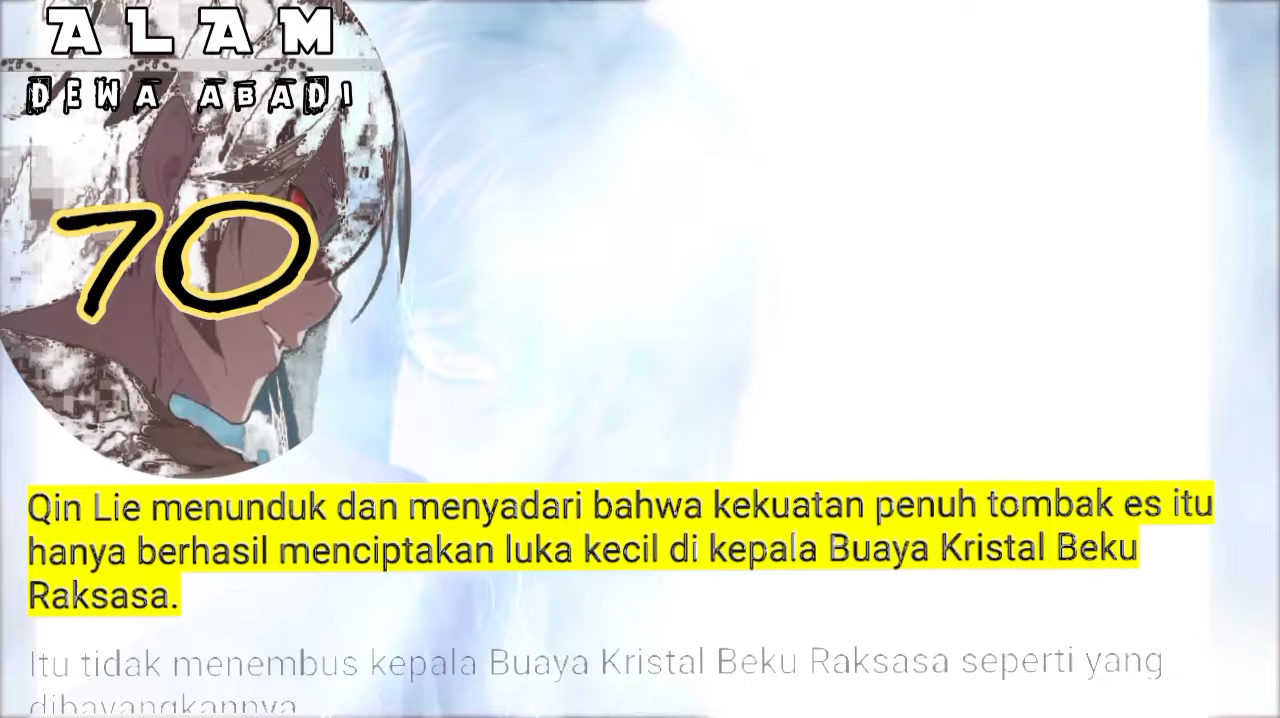 ALAM
DEWA ABADI
70
Qin Lie menunduk dan menyadari bahwa kekuatan penuh tombak es itu
hanya berhasil menciptakan luka kecil di kepala Buaya Kristal Beku
Raksasa.
Itu tidak menembus kepala Buaya Kristal Beku Raksasa seperti yang
dibayangkannya